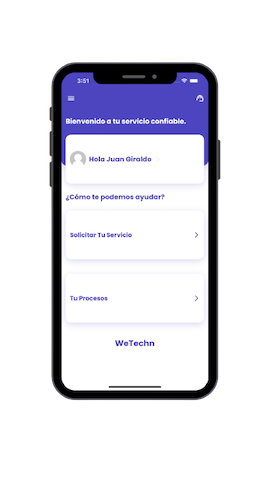 3:51
Bienvenido a tu servicio confiable.
Hola Juan Giraldo
¿Cómo te podemos ayudar?
Solicitar Tu Servicio
Tu Procesos
WeTechn